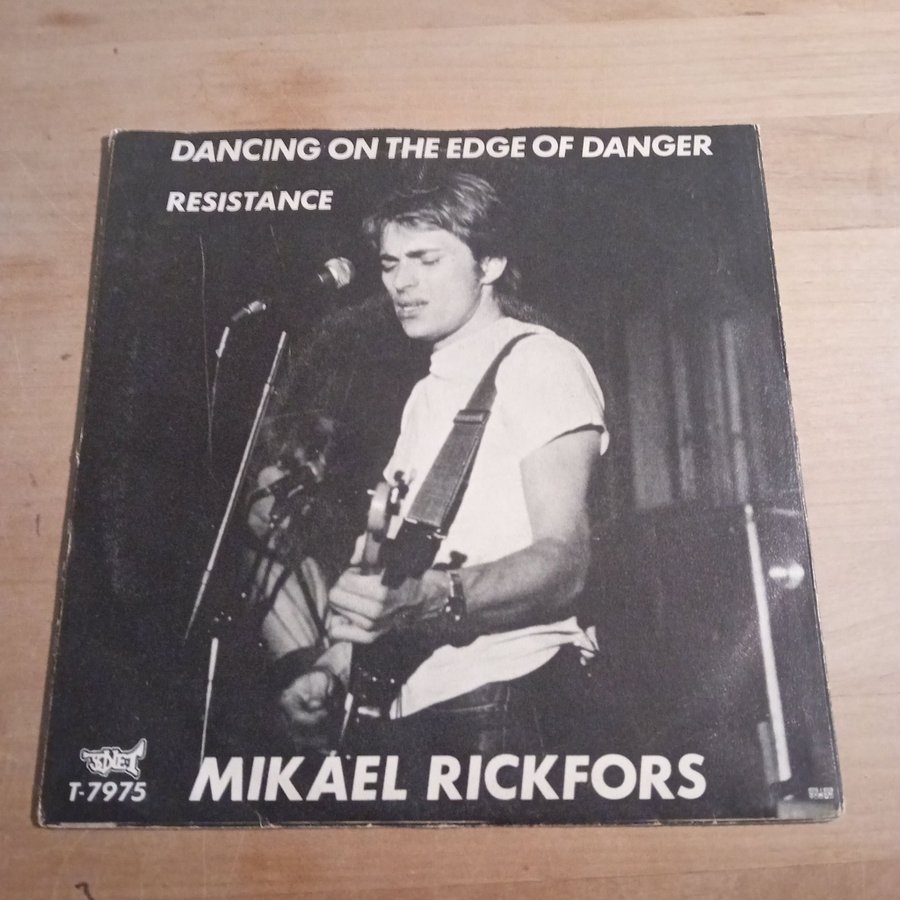 DANCING ON THE EDGE OF DANGER
RESISTANCE
T-7975
MIKAEL RICKFORS